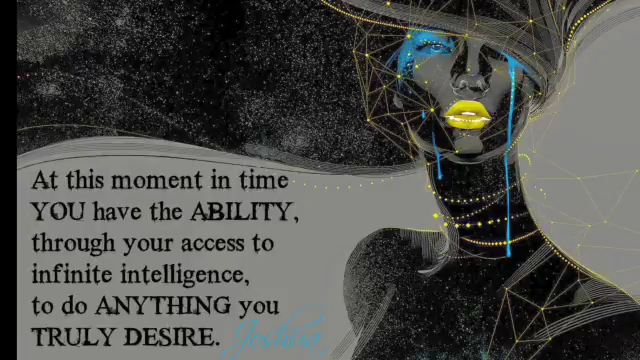 At this moment in time
YOU have the ABILITY,
through your access to
infinite intelligence,
to do ANYTHING you
TRULY DESIRE.
Joshua